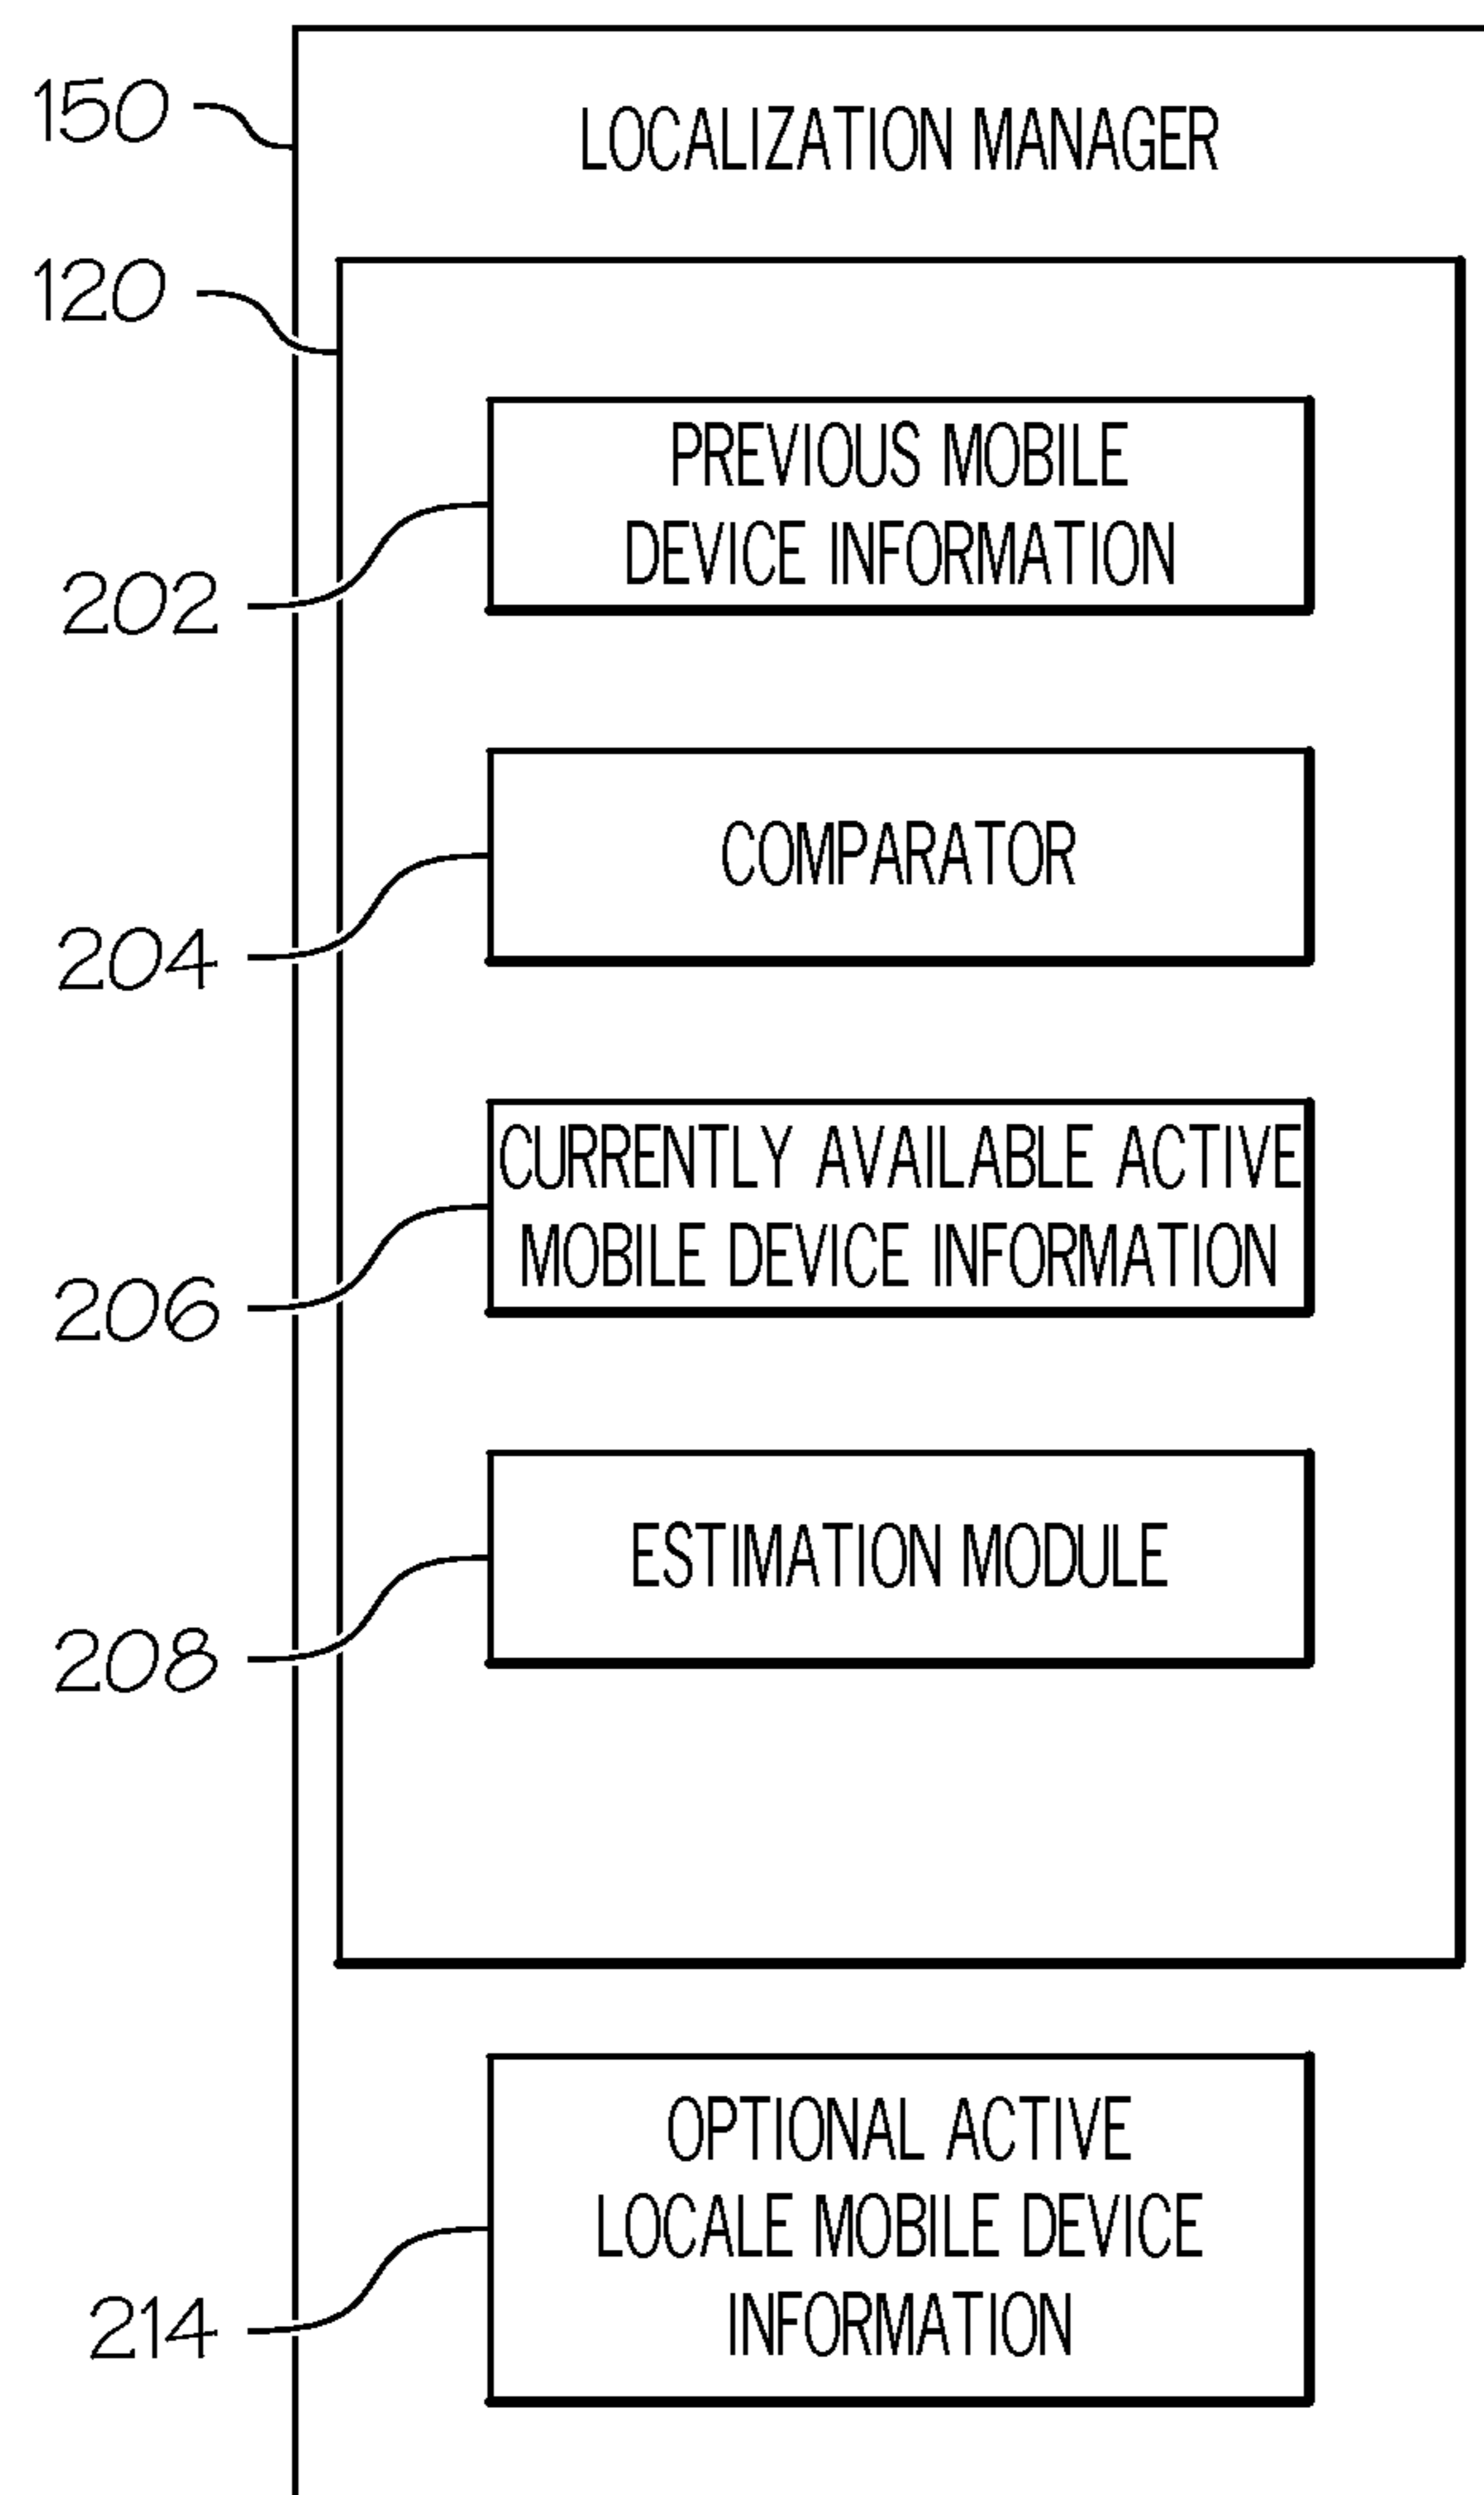 150
LOCALIZATION MANAGER
120
PREVIOUS MOBILE
DEVICE INFORMATION
202
COMPARATOR
204
CURRENTLY AVAILABLE ACTIVE
MOBILE DEVICE INFORMATION
206
ESTIMATION MODULE
208
OPTIONAL ACTIVE
LOCALE MOBILE DEVICE
INFORMATION
214